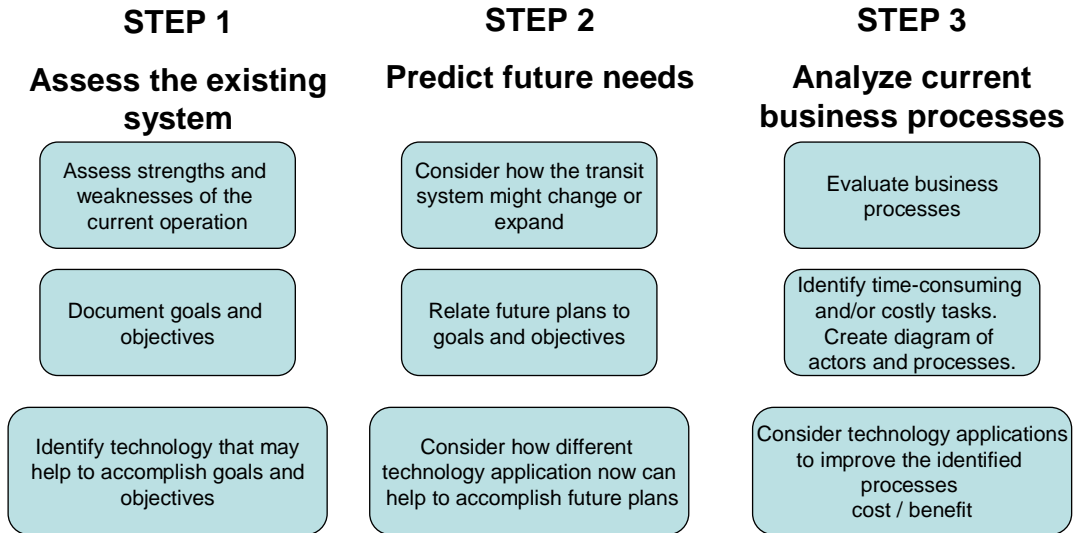 STEP 1
Assess the existing
system
Assess strengths and
weaknesses of the
current operation
Document goals and
objectives
Identify technology that may
help to accomplish goals and
objectives
STEP 2
Predict future needs
Consider how the transit
system might change or
expand
Relate future plans to
goals and objectives
Consider how different
technology application now can
help to accomplish future plans
STEP 3
Analyze current
business processes
Evaluate business
processes
Identify time-consuming
and/or costly tasks.
Create diagram of
actors and processes.
Consider technology applications
to improve the identified
processes
cost / benefit